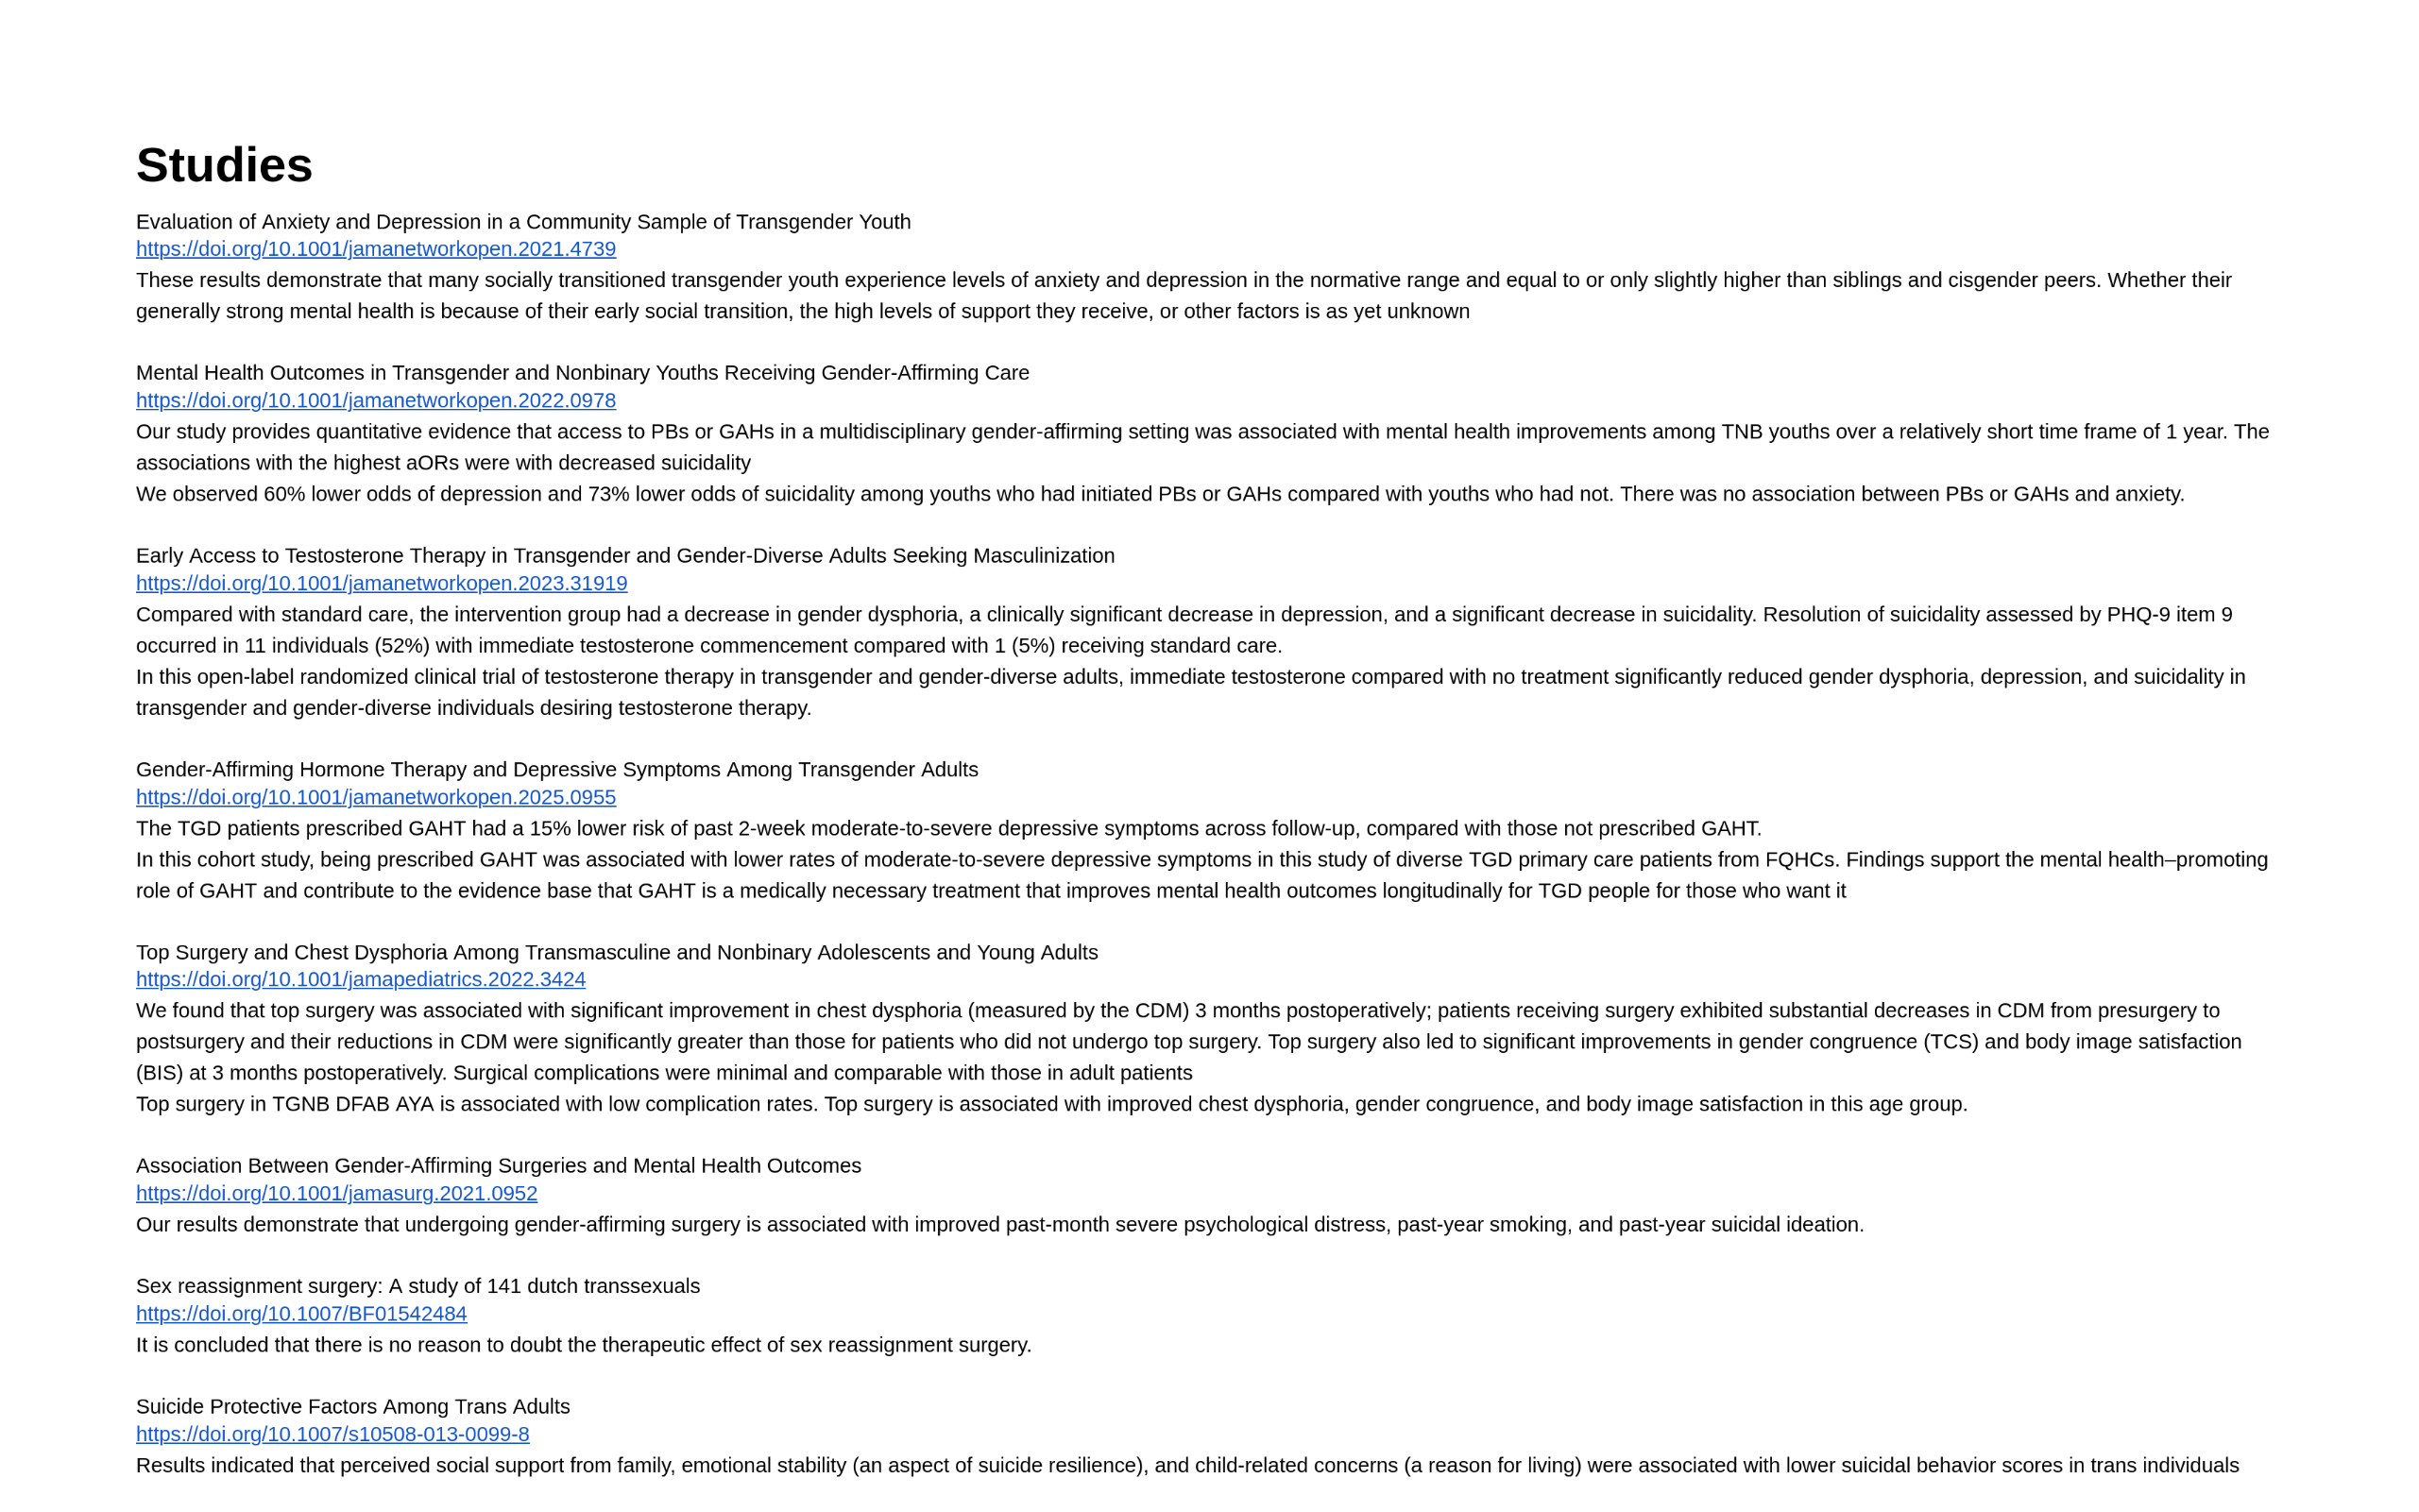 Studies
Evaluation of Anxiety and Depression in a Community Sample of Transgender Youth
https://doi.org/10.1001/jamanetworkopen.2021.4739
These results demonstrate that many socially transitioned transgender youth experience levels of anxiety and depression in the normative range and equal to or only slightly higher than siblings and cisgender peers. Whether their
generally strong mental health is because of their early social transition, the high levels of support they receive, or other factors is as yet unknown
Mental Health Outcomes in Transgender and Nonbinary Youths Receiving Gender-Affirming Care
https://doi.org/10.1001/jamanetworkopen.2022.0978
Our study provides quantitative evidence that access to PBs or GAHs in a multidisciplinary gender-affirming setting was associated with mental health improvements among TNB youths over a relatively short time frame of 1 year. The
associations with the highest aORs were with decreased suicidality
We observed 60% lower odds of depression and 73% lower odds of suicidality among youths who had initiated PBs or GAHs compared with youths who had not. There was no association between PBs or GAHs and anxiety.
Early Access to Testosterone Therapy in Transgender and Gender-Diverse Adults Seeking Masculinization
https://doi.org/10.1001/jamanetworkopen.2023.31919
Compared with standard care, the intervention group had a decrease in gender dysphoria, a clinically significant decrease in depression, and a significant decrease in suicidality. Resolution of suicidality assessed by PHQ-9 item 9
occurred in 11 individuals (52%) with immediate testosterone commencement compared with 1 (5%) receiving standard care.
In this open-label randomized clinical trial of testosterone therapy in transgender and gender-diverse adults, immediate testosterone compared with no treatment significantly reduced gender dysphoria, depression, and suicidality in
transgender and gender-diverse individuals desiring testosterone therapy.
Gender-Affirming Hormone Therapy and Depressive Symptoms Among Transgender Adults
https://doi.org/10.1001/jamanetworkopen.2025.0955
The TGD patients prescribed GAHT had a 15% lower risk of past 2-week moderate-to-severe depressive symptoms across follow-up, compared with those not prescribed GAHT.
In this cohort study, being prescribed GAHT was associated with lower rates of moderate-to-severe depressive symptoms in this study of diverse TGD primary care patients from FQHCs. Findings support the mental health–promoting
role of GAHT and contribute to the evidence base that GAHT is a medically necessary treatment that improves mental health outcomes longitudinally for TGD people for those who want it
Top Surgery and Chest Dysphoria Among Transmasculine and Nonbinary Adolescents and Young Adults
https://doi.org/10.1001/jamapediatrics.2022.3424
We found that top surgery was associated with significant improvement in chest dysphoria (measured by the CDM) 3 months postoperatively; patients receiving surgery exhibited substantial decreases in CDM from presurgery to
postsurgery and their reductions in CDM were significantly greater than those for patients who did not undergo top surgery. Top surgery also led to significant improvements in gender congruence (TCS) and body image satisfaction
(BIS) at 3 months postoperatively. Surgical complications were minimal and comparable with those in adult patients
Top surgery in TGNB DFAB AYA is associated with low complication rates. Top surgery is associated with improved chest dysphoria, gender congruence, and body image satisfaction in this age group.
Association Between Gender-Affirming Surgeries and Mental Health Outcomes
https://doi.org/10.1001/jamasurg.2021.0952
Our results demonstrate that undergoing gender-affirming surgery is associated with improved past-month severe psychological distress, past-year smoking, and past-year suicidal ideation.
Sex reassignment surgery: A study of 141 dutch transsexuals
https://doi.org/10.1007/BF01542484
It is concluded that there is no reason to doubt the therapeutic effect of sex reassignment surgery.
Suicide Protective Factors Among Trans Adults
https://doi.org/10.1007/s10508-013-0099-8
Results indicated that perceived social support from family, emotional stability (an aspect of suicide resilience), and child-related concerns (a reason for living) were associated with lower suicidal behavior scores in trans individuals